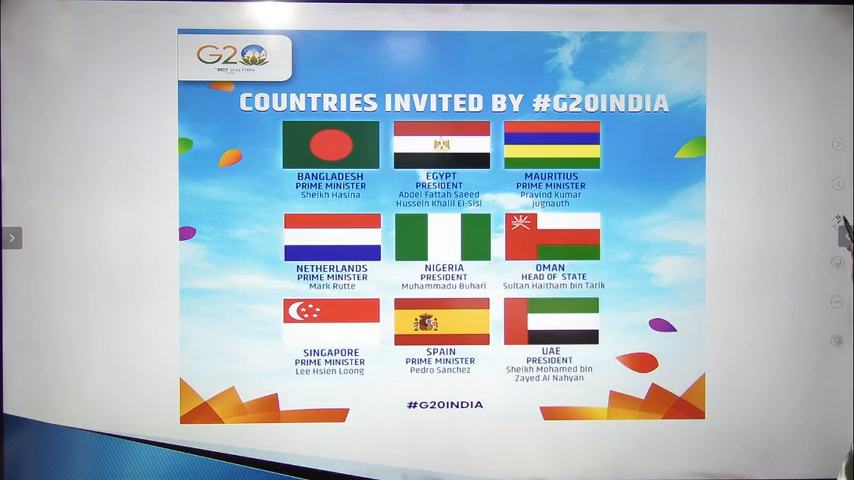 G20
COUNTRIES INVITED BY #G20INDIA
BANGLADESH
PRIME MINISTER
Sheikh Hasina
EGYPT
PRESIDENT
Abdel Fattah Saeed
Hussein Khalil El-Sisi
MAURITIUS
PRIME MINISTER
Pravind Kumar
Jugnauth
NETHERLANDS
PRIME MINISTER
Mark Rutte
NIGERIA
PRESIDENT
Muhammadu Buhari
OMAN
HEAD OF STATE
Sultan Haitham bin Tarik
SINGAPORE
PRIME MINISTER
Lee Hsien Loong
SPAIN
PRIME MINISTER
Pedro Sanchez
UAE
PRESIDENT
Sheikh Mohamed bin
Zayed Al Nahyan
#G20INDIA